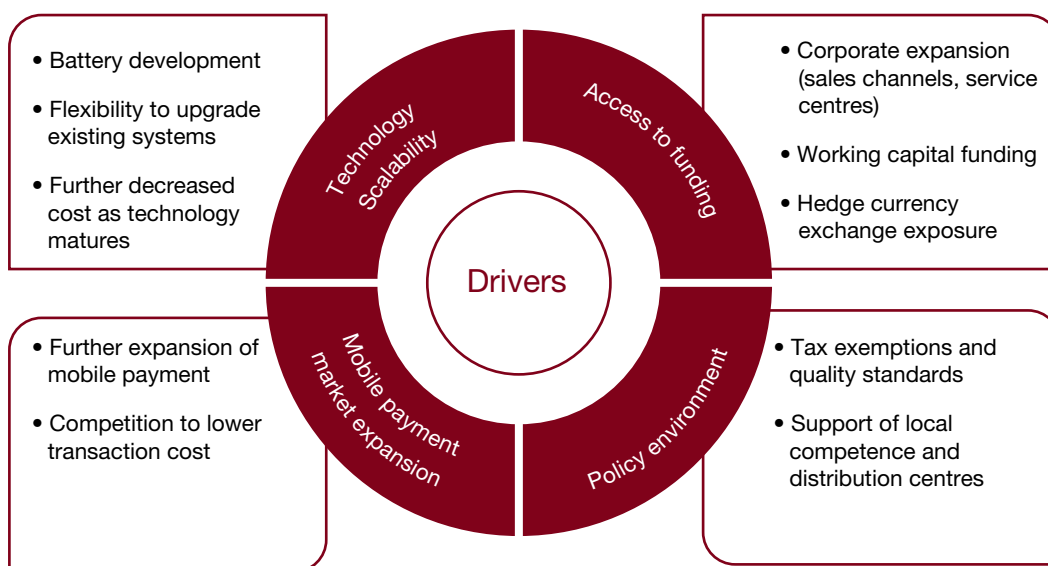 • Battery development
• Flexibility to upgrade
existing systems
• Further decreased
cost as technology
matures
Technology
Scalability
Access to funding
• Corporate expansion
(sales channels, service
centres)
• Working capital funding
• Hedge currency
exchange exposure
Drivers
• Further expansion of
mobile payment
• Competition to lower
transaction cost
Mobile payment
market expansion
Policy environment
• Tax exemptions and
quality standards
• Support of local
competence and
distribution centres